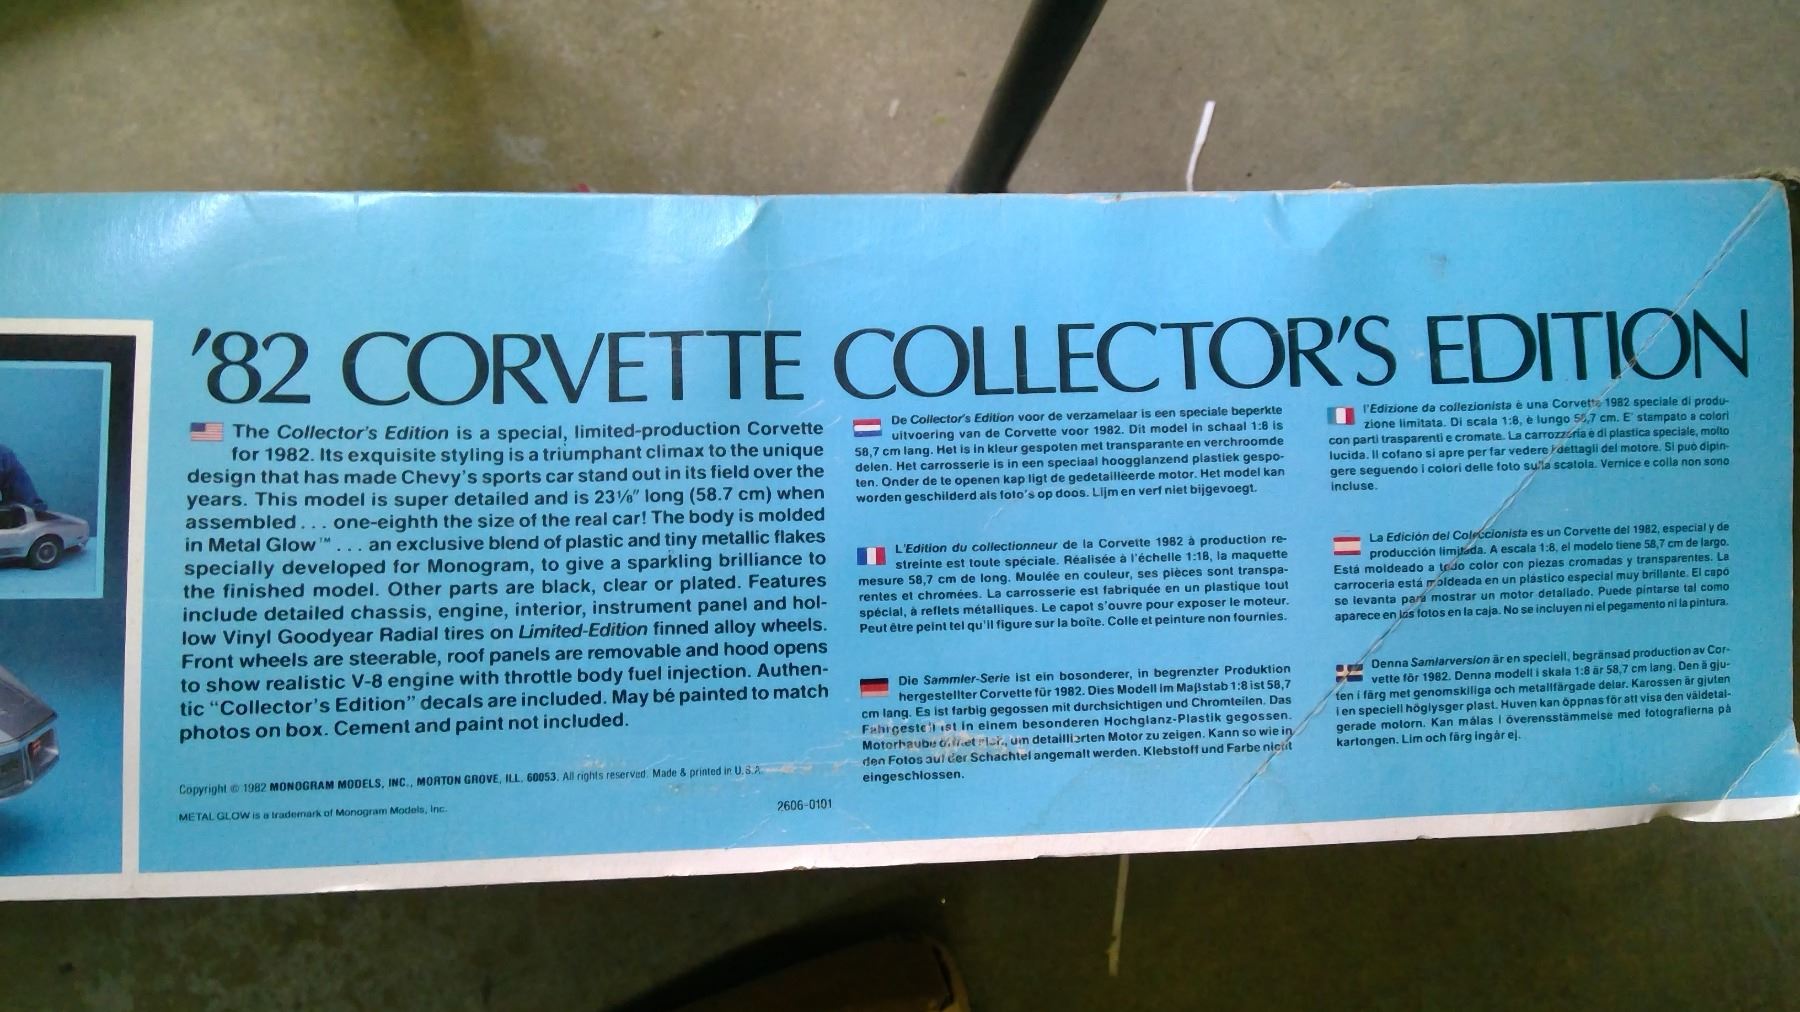 '82 CORVETTE COLLECTOR'S EDITION
The Collector's Edition is a special, limited-production Corvette
for 1982. Its exquisite styling is a triumphant climax to the unique
design that has made Chevy's sports car stand out in its field over the
years. This model is super detailed and is 23⅛" long (58.7 cm) when
assembled . . . one-eighth the size of the real car! The body is molded
in Metal Glow™ . . . an exclusive blend of plastic and tiny metallic flakes
specially developed for Monogram, to give a sparkling brilliance to
the finished model. Other parts are black, clear or plated. Features
include detailed chassis, engine, interior, instrument panel and hol-
low Vinyl Goodyear Radial tires on Limited-Edition finned alloy wheels.
Front wheels are steerable, roof panels are removable and hood opens
to show realistic V-8 engine with throttle body fuel injection. Authen-
tic "Collector's Edition" decals are included. May be painted to match
photos on box. Cement and paint not included.
Copyright © 1982 MONOGRAM MODELS, INC., MORTON GROVE, ILL. 60053. All rights reserved. Made & printed in U.S.A.
METAL GLOW is a trademark of Monogram Models, Inc.
2606-0101
De Collector's Edition voor de verzamelaar is een speciale beperkte
uitvoering van de Corvette voor 1982. Dit model in schaal 1:8 is
58,7 cm lang. Het is in kleur gespoten met transparante en verchroomde
delen. Het carrosserie is in een speciaal hoogglanzend plastiek gespo-
ten. Onder de te openen kap ligt de gedetailleerde motor. Het model kan
worden geschilderd als foto's op doos. Lijm en verf niet bijgevoegt.
L'Edition du collectionneur de la Corvette 1982 à production re-
streinte est toute spéciale. Réalisée à l'échelle 1:18, la maquette
mesure 58,7 cm de long. Moulée en couleur, ses pièces sont transpa-
rentes et chromées. La carrosserie est fabriquée en un plastique tout
spécial, à reflets métalliques. Le capot s'ouvre pour exposer le moteur.
Peut être peint tel qu'il figure sur la boîte. Colle et peinture non fournies.
Die Sammler-Serie ist ein bosonderer, in begrenzter Produktion
hergestellter Corvette für 1982. Dies Modell im Maßstab 1:8 ist 58,7
cm lang. Es ist farbig gegossen mit durchsichtigen und Chromteilen. Das
Fahrgestell ist in einem besonderen Hochglanz-Plastik gegossen.
Motorhaube öffnet sich, um detaillierten Motor zu zeigen. Kann so wie in
den Fotos auf der Schachtel angemalt werden. Klebstoff und Farbe nicht
eingeschlossen.
l'Edizione da collezionista è una Corvette 1982 speciale di produ-
zione limitata. Di scala 1:8, è lungo 58,7 cm. E' stampato a colori
con parti trasparenti e cromate. La carrozzeria è di plastica speciale, molto
lucida. Il cofano si apre per far vedere i dettagli del motore. Si può dipin-
gere seguendo i colori delle foto sulla scatola. Vernice e colla non sono
incluse.
La Edición del Coleccionista es un Corvette del 1982, especial y de
producción limitada. A escala 1:8, el modelo tiene 58,7 cm de largo.
Está moldeado a todo color con piezas cromadas y transparentes. La
carrocería está moldeada en un plástico especial muy brillante. El capó
se levanta para mostrar un motor detallado. Puede pintarse tal como
aparece en las fotos en la caja. No se incluyen ni el pegamento ni la pintura.
Denna Samlarversion är en speciell, begränsad production av Cor-
vette för 1982. Denna modell i skala 1:8 är 58,7 cm lang. Den ä gju-
ten i färg met genomskiliga och metallfärgade delar. Karossen är gjuten
i en speciell höglysger plast. Huven kan öppnas för att visa den väldetal-
gerade motorn. Kan målas i överensstämmelse med fotografierna på
kartongen. Lim och färg ingår ej.